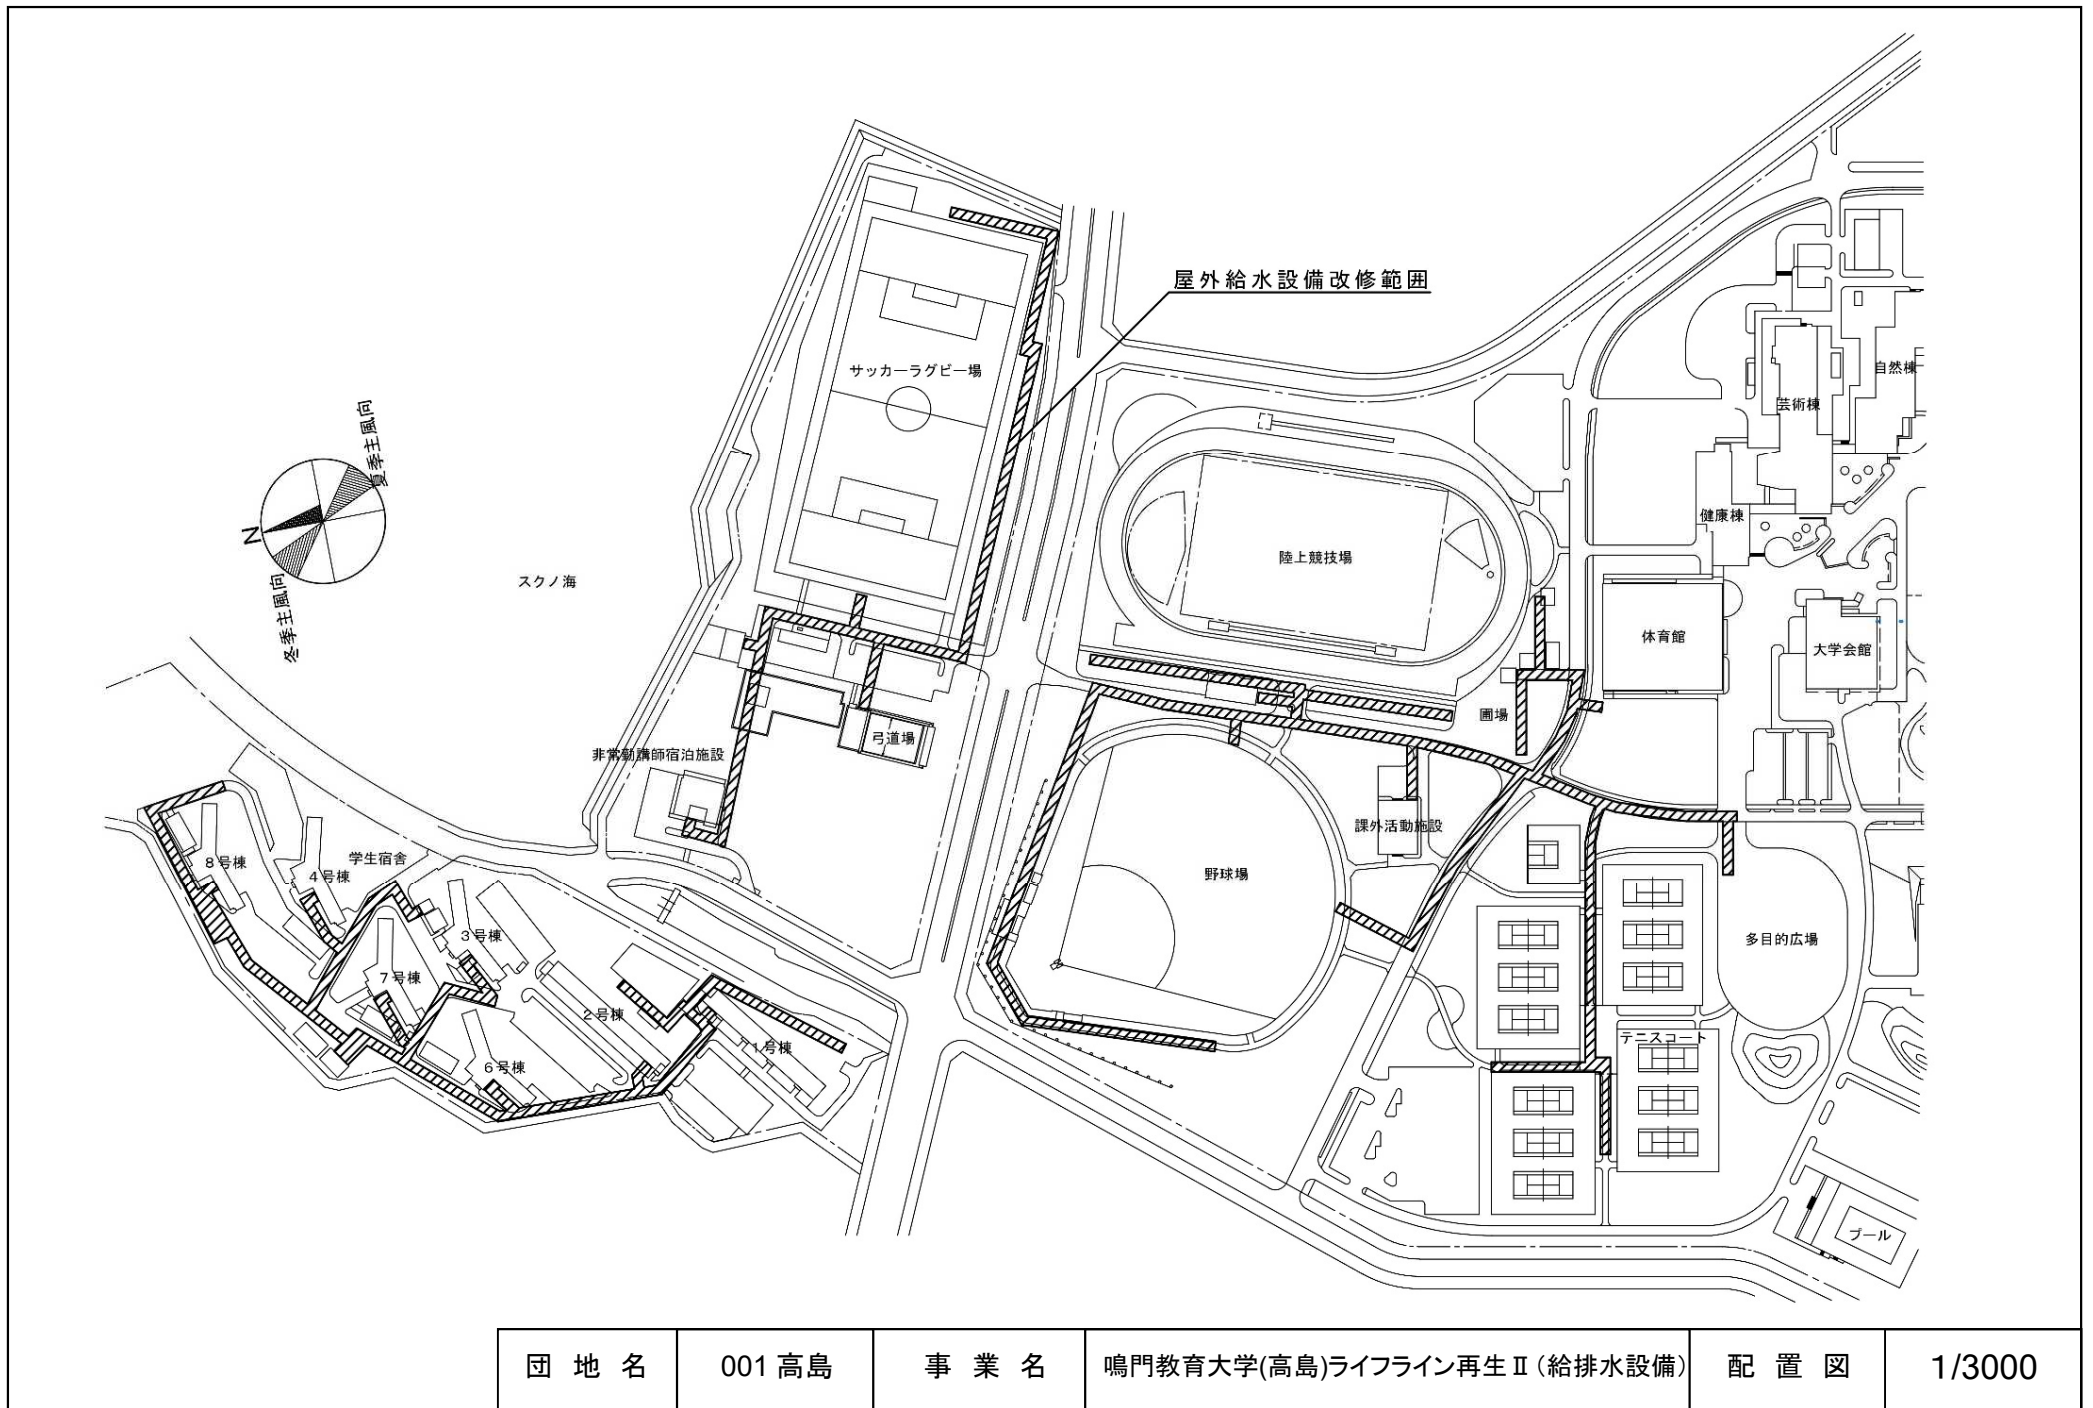 屋外給水設備改修範囲
サッカーラグビー場
自然棟
芸術棟
夏季主風向
N
冬季主風向
スクノ海
健康棟
陸上競技場
体育館
大学会館
圃場
弓道場
非常勤講師宿泊施設
課外活動施設
野球場
多目的広場
8号棟
4号棟
学生宿舎
3号棟
7号棟
2号棟
1号棟
6号棟
テニスコート
プール
団地名 001 高島 事業名 鳴門教育大学(高島)ライフライン再生Ⅱ(給排水設備) 配置図 1/3000